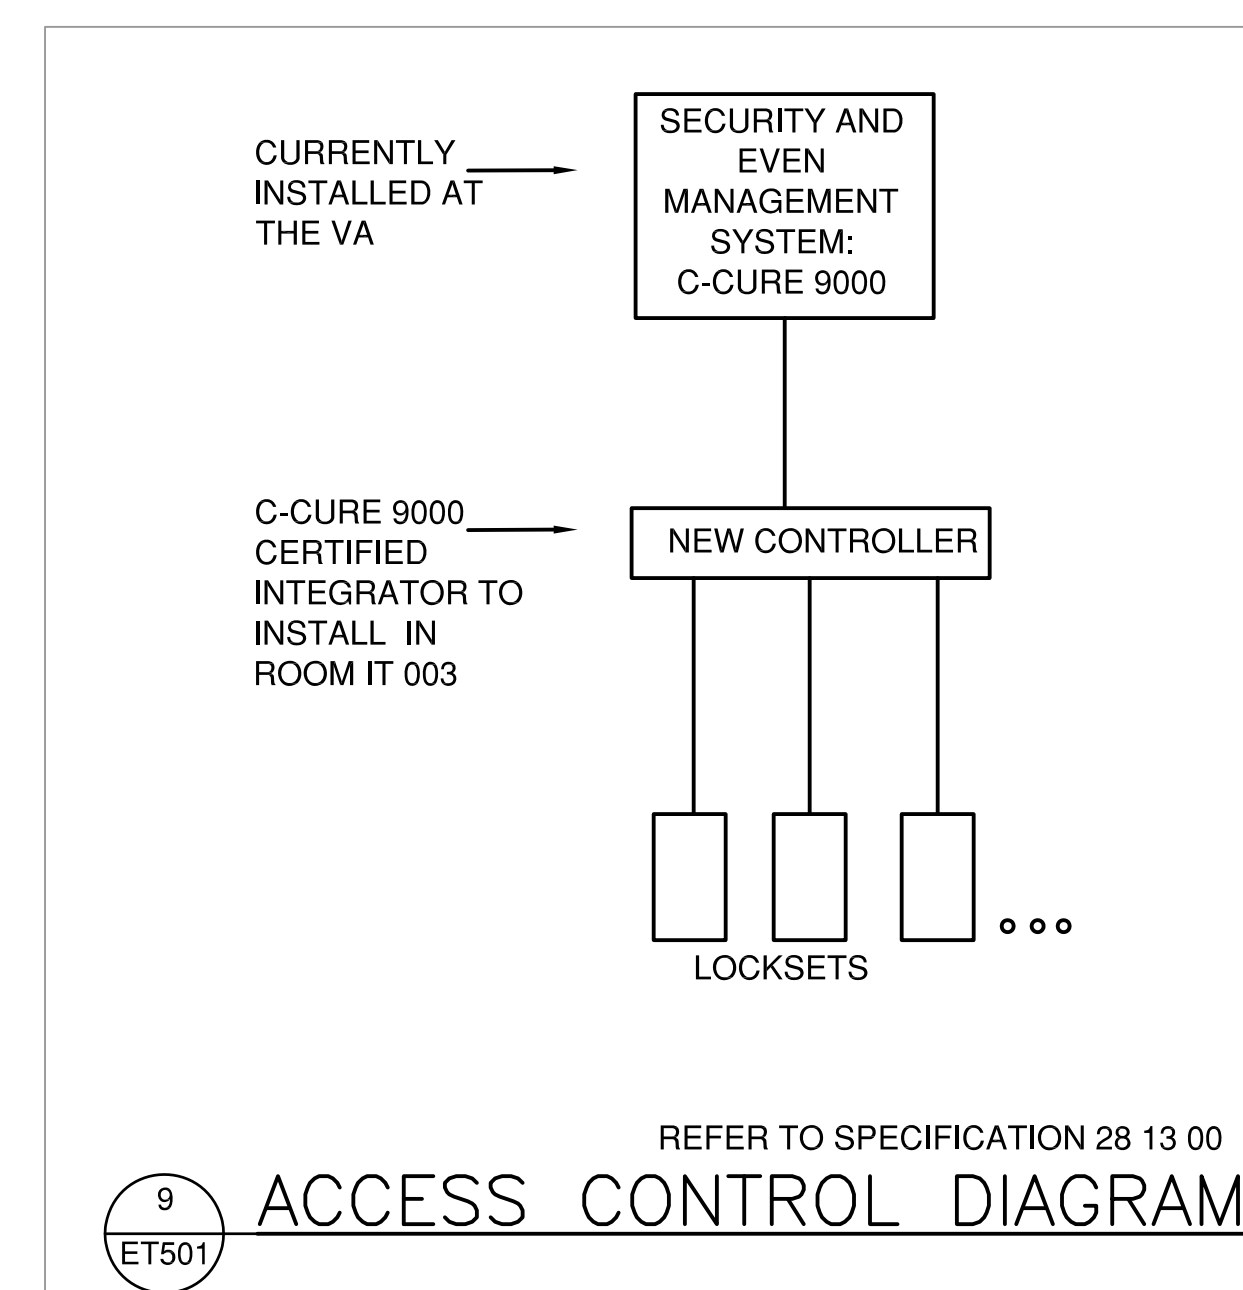 SECURITY AND
EVEN
MANAGEMENT
SYSTEM:
C-CURE 9000
CURRENTLY
INSTALLED AT
THE VA
C-CURE 9000
CERTIFIED
INTEGRATOR TO
INSTALL IN
ROOM IT 003
NEW CONTROLLER
LOCKSETS
REFER TO SPECIFICATION 28 13 00
9
ET501
ACCESS CONTROL DIAGRAM